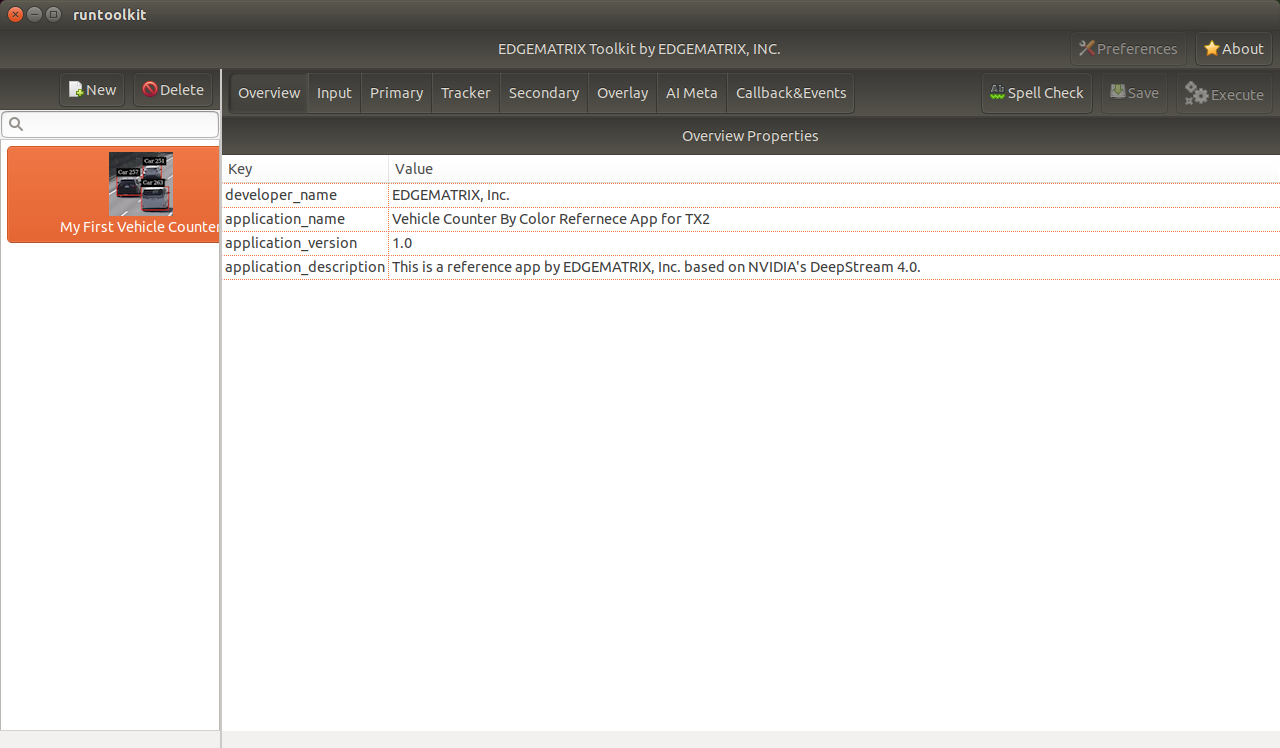 runtoolkit
EDGEMATRIX Toolkit by EDGEMATRIX, INC.
Preferences
About
New
Delete
Overview
Input
Primary
Tracker
Secondary
Overlay
AI Meta
Callback&Events
Spell Check
Save
Execute
Car 251
Car 257
Car 263
My First Vehicle Counter
Overview Properties
Key Value
developer_name EDGEMATRIX, Inc.
application_name Vehicle Counter By Color Refernece App for TX2
application_version 1.0
application_description This is a reference app by EDGEMATRIX, Inc. based on NVIDIA's DeepStream 4.0.